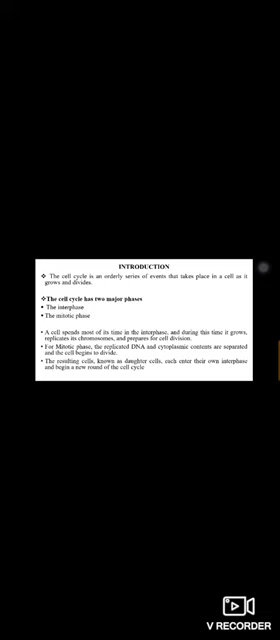 INTRODUCTION
❖ The cell cycle is an orderly series of events that takes place in a cell as it
grows and divides.
❖The cell cycle has two major phases
▪ The interphase
▪ The mitotic phase
• A cell spends most of its time in the interphase, and during this time it grows,
replicates its chromosomes, and prepares for cell division.
• For Mitotic phase, the replicated DNA and cytoplasmic contents are separated
and the cell begins to divide.
• The resulting cells, known as daughter cells, each enter their own interphase
and begin a new round of the cell cycle
V RECORDER